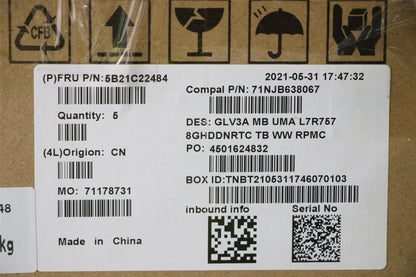 CFB
(P)FRU P/N:5B21C22484
2021-05-31 17:47:32
Compal P/N: 71NJB638067
Quantity: 5
DES: GLV3A MB UMA L7R757
8GHDDNRTC TB WW RPMC
(4L)Origion: CN
PO: 4501624832
MO: 71178731
BOX ID:TNBT2105311746070103
inbound info
Serial No
Made in China
48
kg